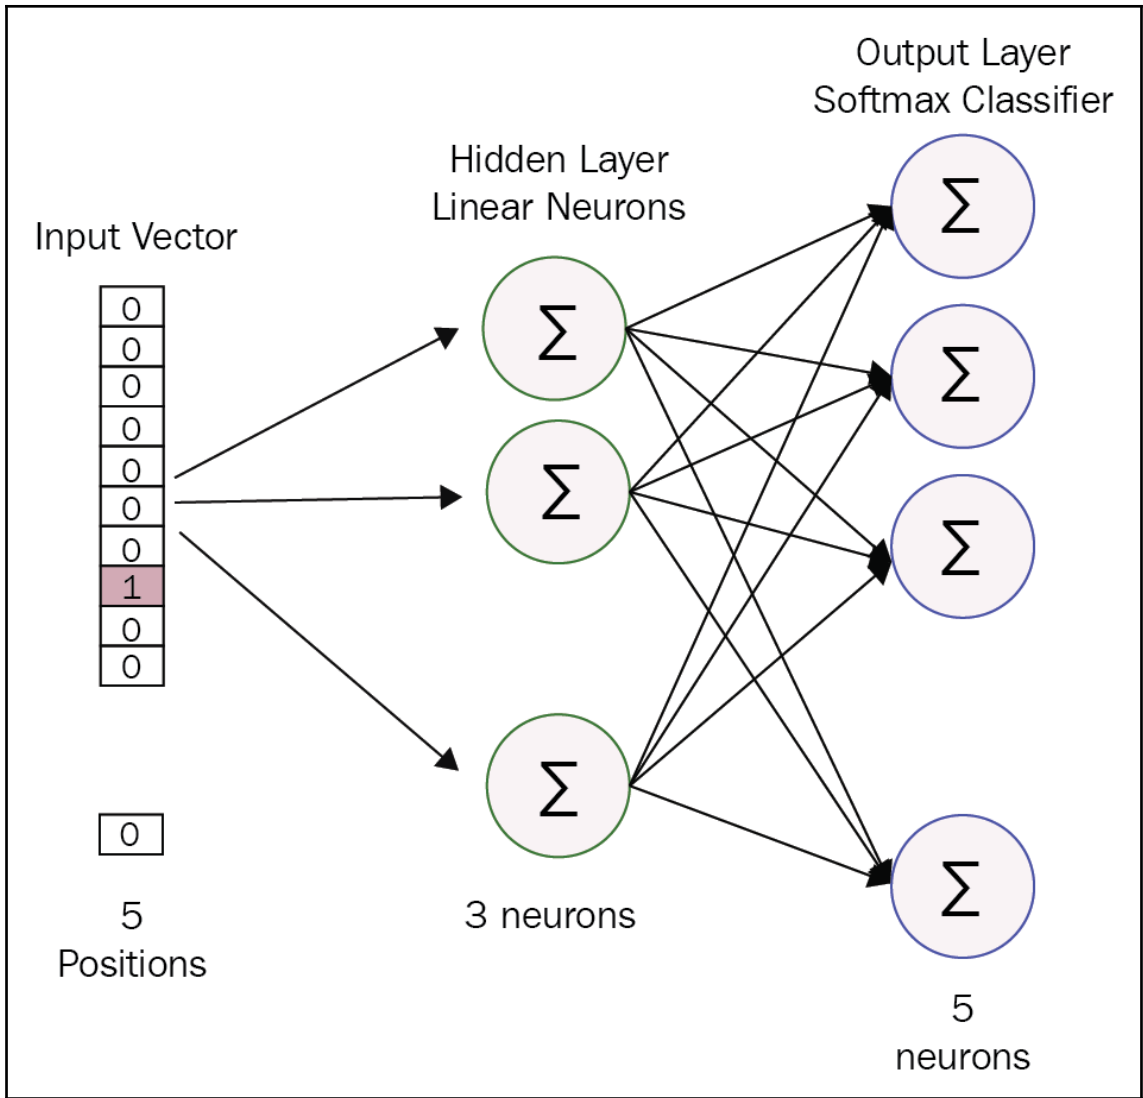 Output Layer
Softmax Classifier
Hidden Layer
Linear Neurons
Input Vector
0
0
0
0
0
0
0
1
0
0
0
Σ
Σ
Σ
Σ
Σ
Σ
Σ
5
Positions
3 neurons
5
neurons